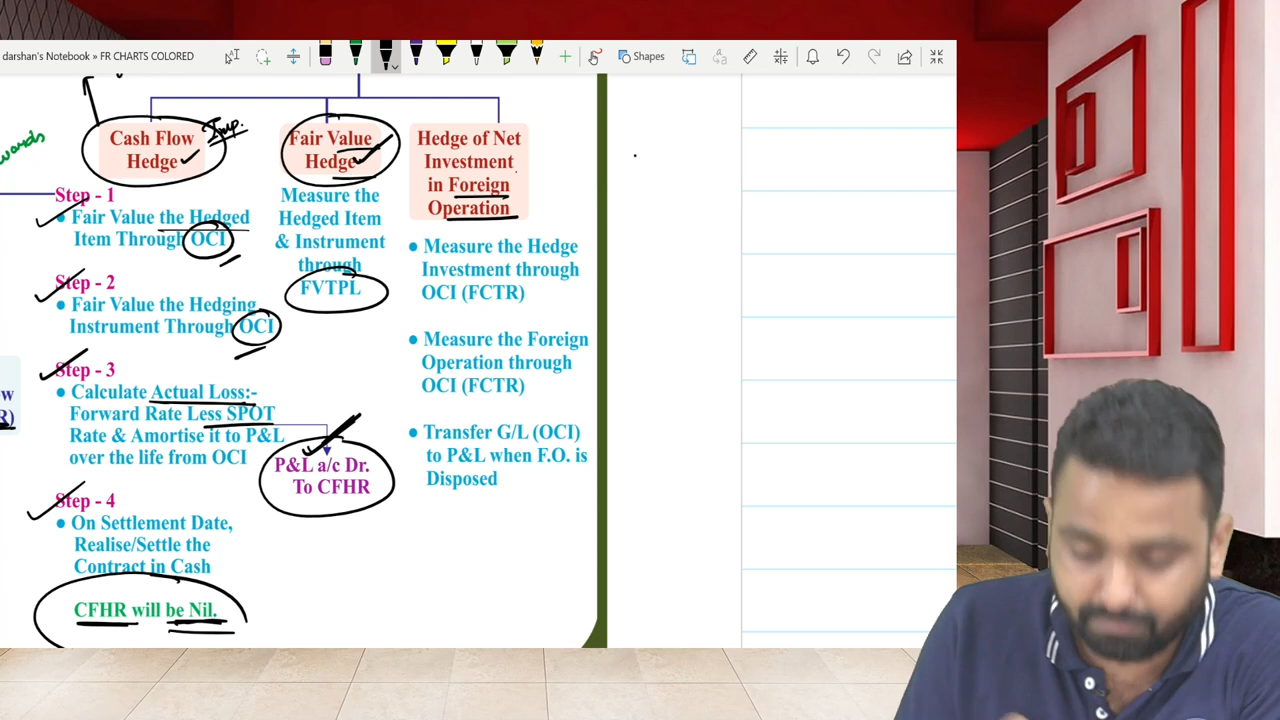 darshan's Notebook » FR CHARTS COLORED
Shapes
wards
Cash Flow
Hedge
Imp.
Step - 1
• Fair Value the Hedged
Item Through OCI
Step - 2
• Fair Value the Hedging
Instrument Through OCI
Step - 3
• Calculate Actual Loss:-
Forward Rate Less SPOT
Rate & Amortise it to P&L
over the life from OCI
P&L a/c Dr.
To CFHR
Step - 4
• On Settlement Date,
Realise/Settle the
Contract in Cash
CFHR will be Nil.
Fair Value
Hedge
Measure the
Hedged Item
& Instrument
through
FVTPL
Hedge of Net
Investment
in Foreign
Operation
• Measure the Hedge
Investment through
OCI (FCTR)
• Measure the Foreign
Operation through
OCI (FCTR)
• Transfer G/L (OCI)
to P&L when F.O. is
Disposed